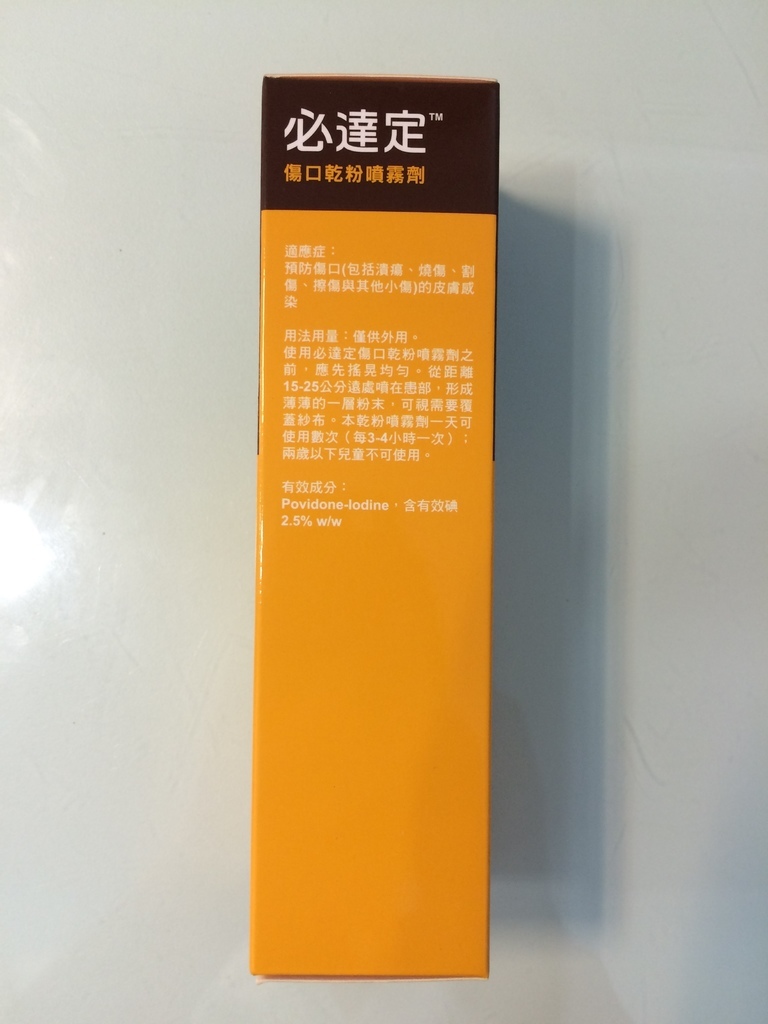 必達定™
傷口乾粉噴霧劑
適應症：
預防傷口(包括潰瘍、燒傷、割
傷、擦傷與其他小傷)的皮膚感
染
用法用量：僅供外用。
使用必達定傷口乾粉噴霧劑之
前，應先搖晃均勻。從距離
15-25公分遠處噴在患部，形成
薄薄的一層粉末，可視需要覆
蓋紗布。本乾粉噴霧劑一天可
使用數次（每3-4小時一次）；
兩歲以下兒童不可使用。
有效成分：
Povidone-Iodine，含有效碘
2.5% w/w